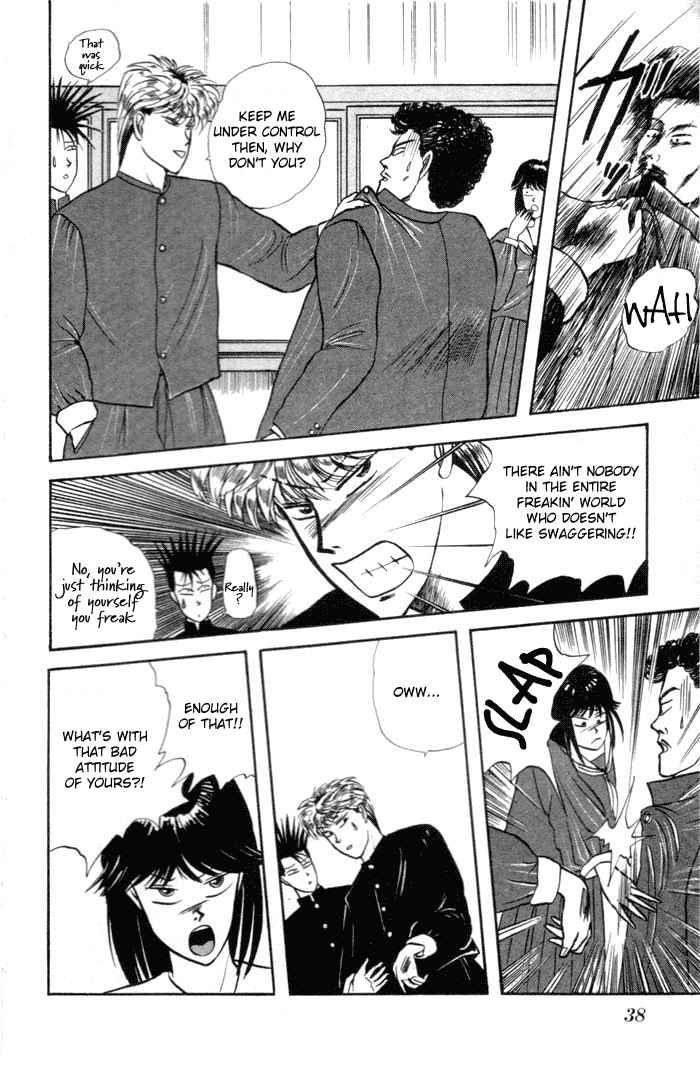 ガッ
WAH
KEEP ME
UNDER CONTROL
THEN, WHY
DON'T YOU?
That
was
quick
THERE AIN'T NOBODY
IN THE ENTIRE
FREAKIN' WORLD
WHO DOESN'T
LIKE SWAGGERING!!
Really
?
No, you're
just thinking
of yourself
you freak
SLAP
OWW...
ENOUGH
OF THAT!!
WHAT'S WITH
THAT BAD
ATTITUDE
OF YOURS?!
38